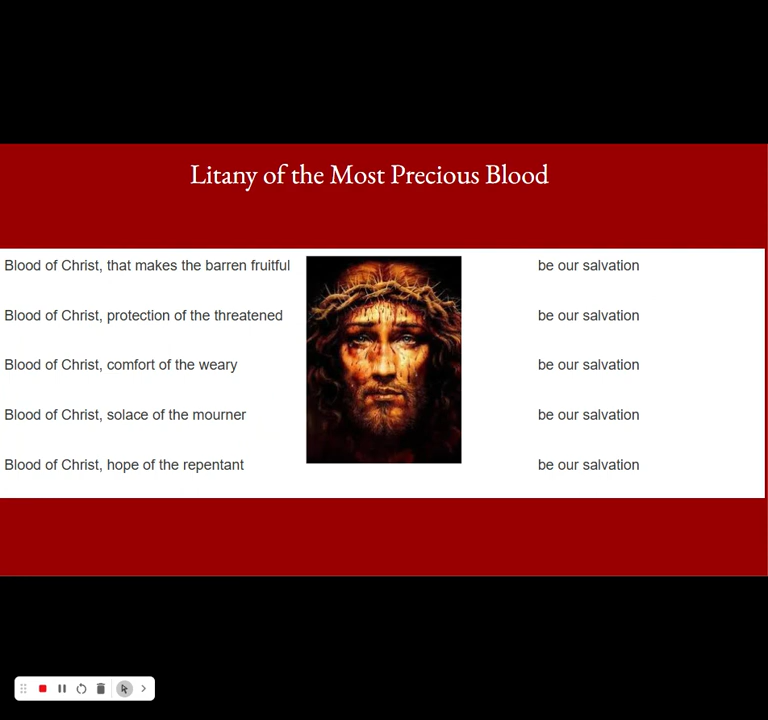 Litany of the Most Precious Blood
Blood of Christ, that makes the barren fruitful be our salvation
Blood of Christ, protection of the threatened be our salvation
Blood of Christ, comfort of the weary be our salvation
Blood of Christ, solace of the mourner be our salvation
Blood of Christ, hope of the repentant be our salvation